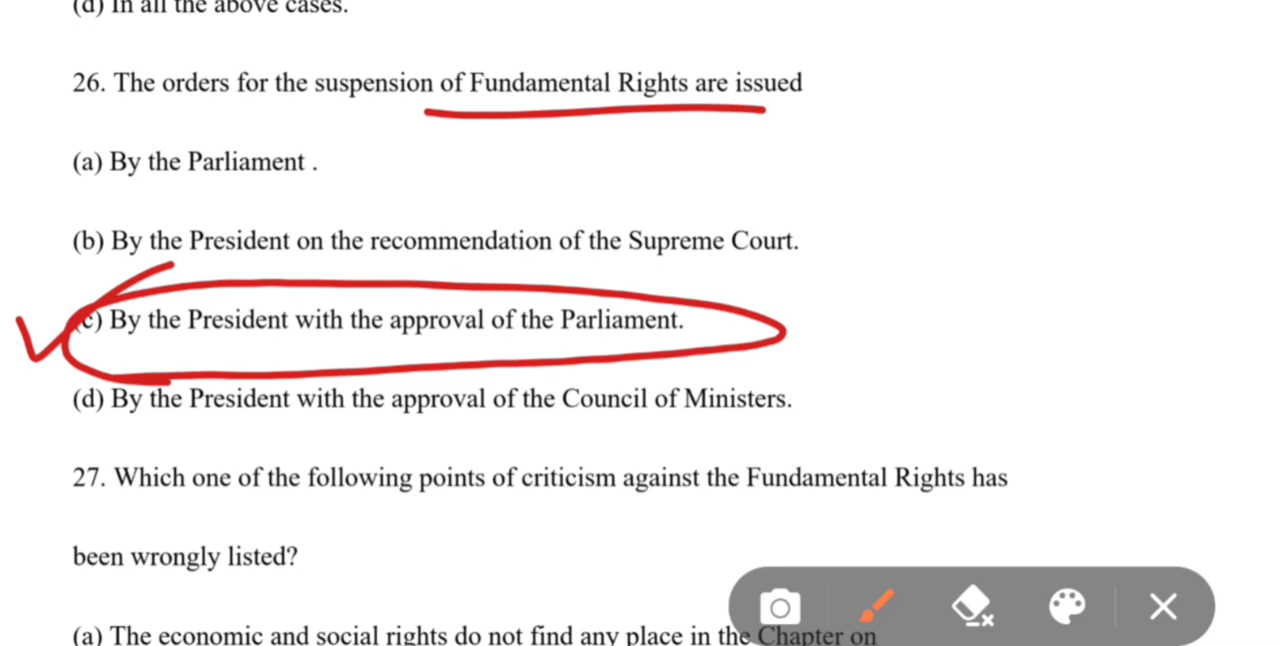 (d) In all the above cases.
26. The orders for the suspension of Fundamental Rights are issued
(a) By the Parliament .
(b) By the President on the recommendation of the Supreme Court.
(c) By the President with the approval of the Parliament.
(d) By the President with the approval of the Council of Ministers.
27. Which one of the following points of criticism against the Fundamental Rights has
been wrongly listed?
(a) The economic and social rights do not find any place in the Chapter on